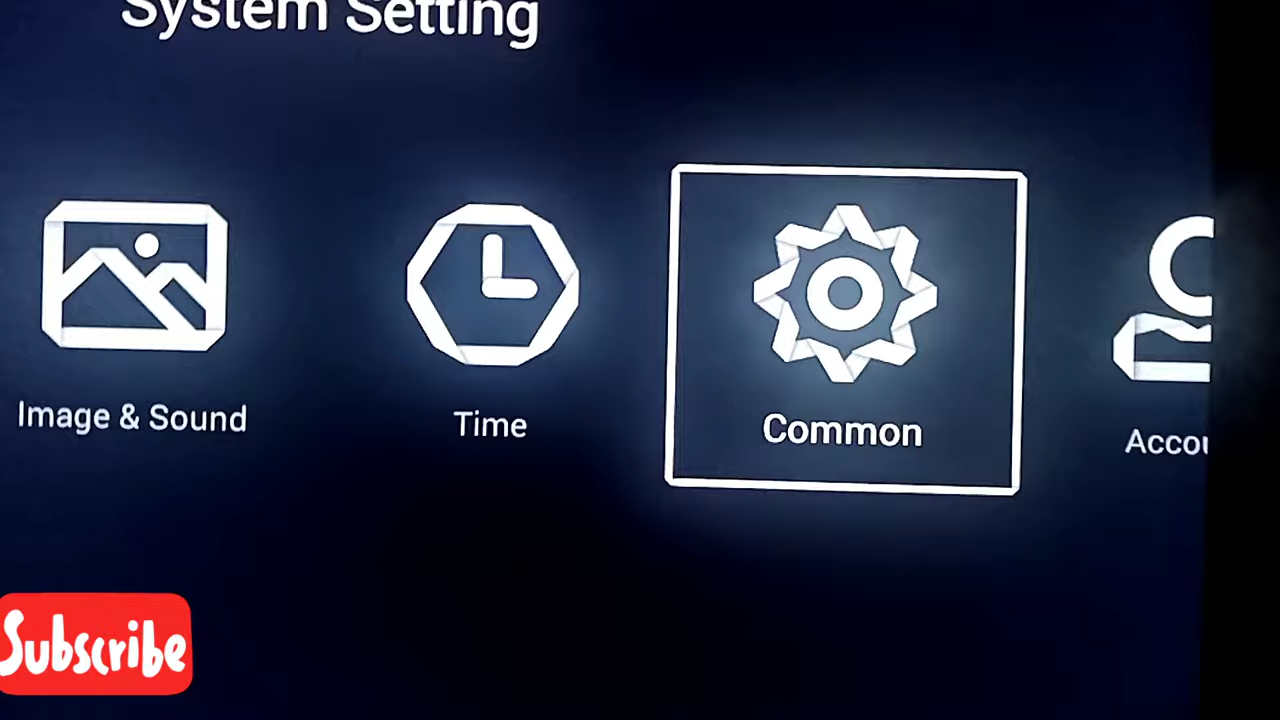 System Setting
Image & Sound
Time
Common
Subscribe